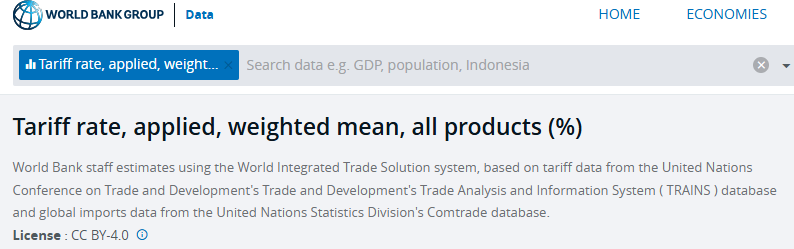 WORLD BANK GROUP Data HOME ECONOMIES
Tariff rate, applied, weight... × Search data e.g. GDP, population, Indonesia
Tariff rate, applied, weighted mean, all products (%)
World Bank staff estimates using the World Integrated Trade Solution system, based on tariff data from the United Nations
Conference on Trade and Development's Trade and Development's Trade Analysis and Information System ( TRAINS ) database
and global imports data from the United Nations Statistics Division's Comtrade database.
License : CC BY-4.0